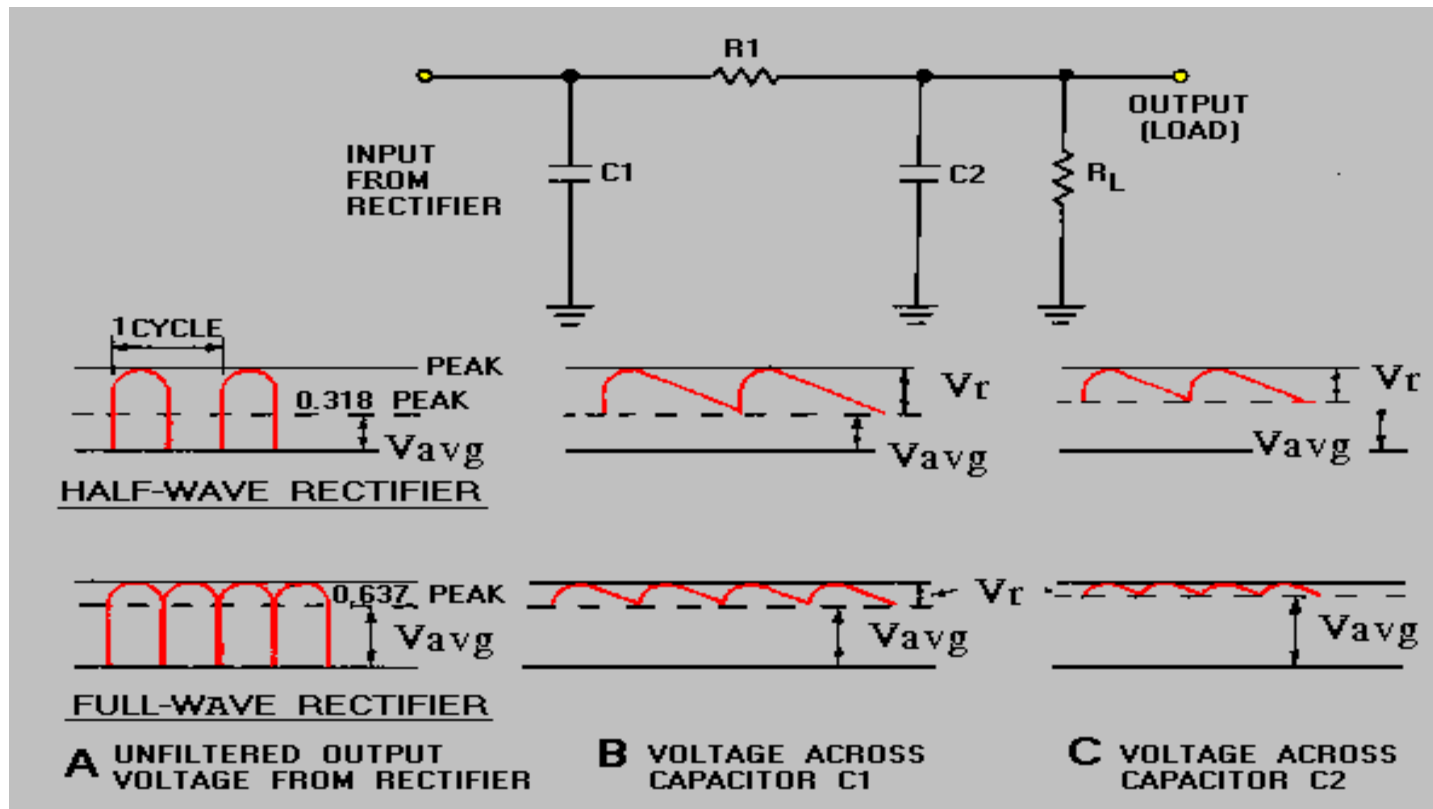 R1
OUTPUT
(LOAD)
INPUT
FROM
RECTIFIER
C1
C2
RL
1 CYCLE
PEAK
0.318 PEAK
Vavg
Vr
Vavg
Vr
Vavg
HALF-WAVE RECTIFIER
0,637 PEAK
Vavg
Vr
Vavg
Vavg
FULL-WAVE RECTIFIER
A UNFILTERED OUTPUT
VOLTAGE FROM RECTIFIER
B VOLTAGE ACROSS
CAPACITOR C1
C VOLTAGE ACROSS
CAPACITOR C2